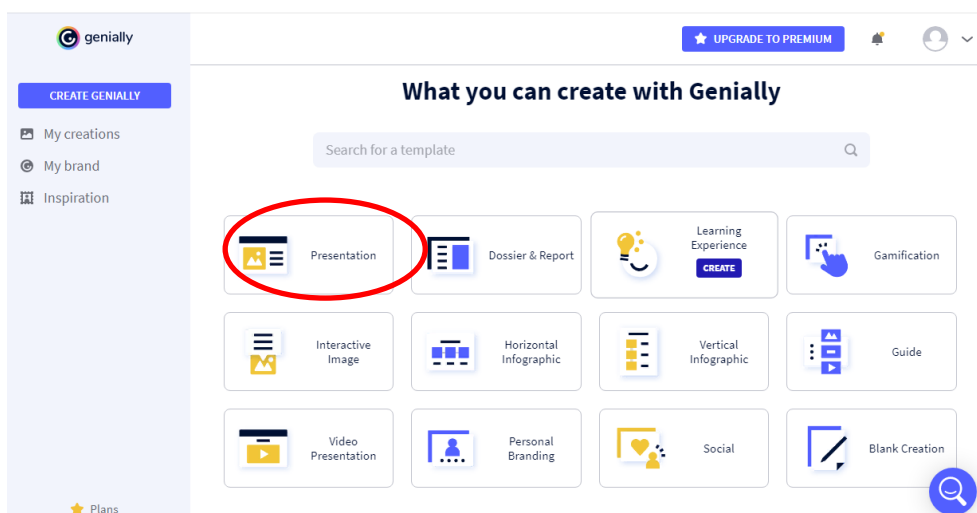 genially
UPGRADE TO PREMIUM
CREATE GENIALLY
My creations
My brand
Inspiration
Plans
What you can create with Genially
Search for a template
Presentation
Dossier & Report
Learning
Experience
CREATE
Gamification
Interactive
Image
Horizontal
Infographic
Vertical
Infographic
Guide
Video
Presentation
Personal
Branding
Social
Blank Creation